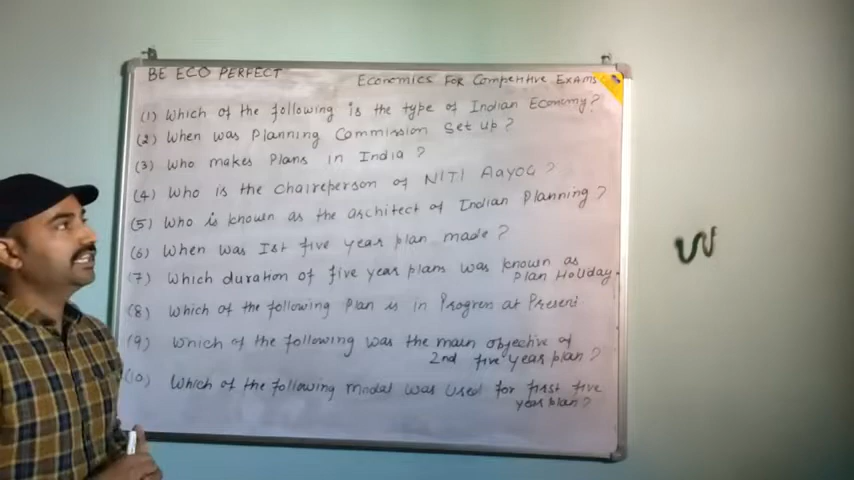 BE ECO PERFECT
Economics For Competitive Exams
(1) Which of the following is the type of Indian Economy?
(2) When was Planning Commission Set up?
(3) Who makes Plans in India?
(4) Who is the chaireperson of NITI AayoG?
(5) Who is known as the architect of Indian Planning?
(6) When was Ist five year plan made?
(7) Which duration of five year plans was known as
Plan Holiday.
(8) Which of the following Plan is in Progress at Present
(9) Which of the following was the main objective of
2nd five year plan?
(10) Which of the following modal was Used for first five
year plan?